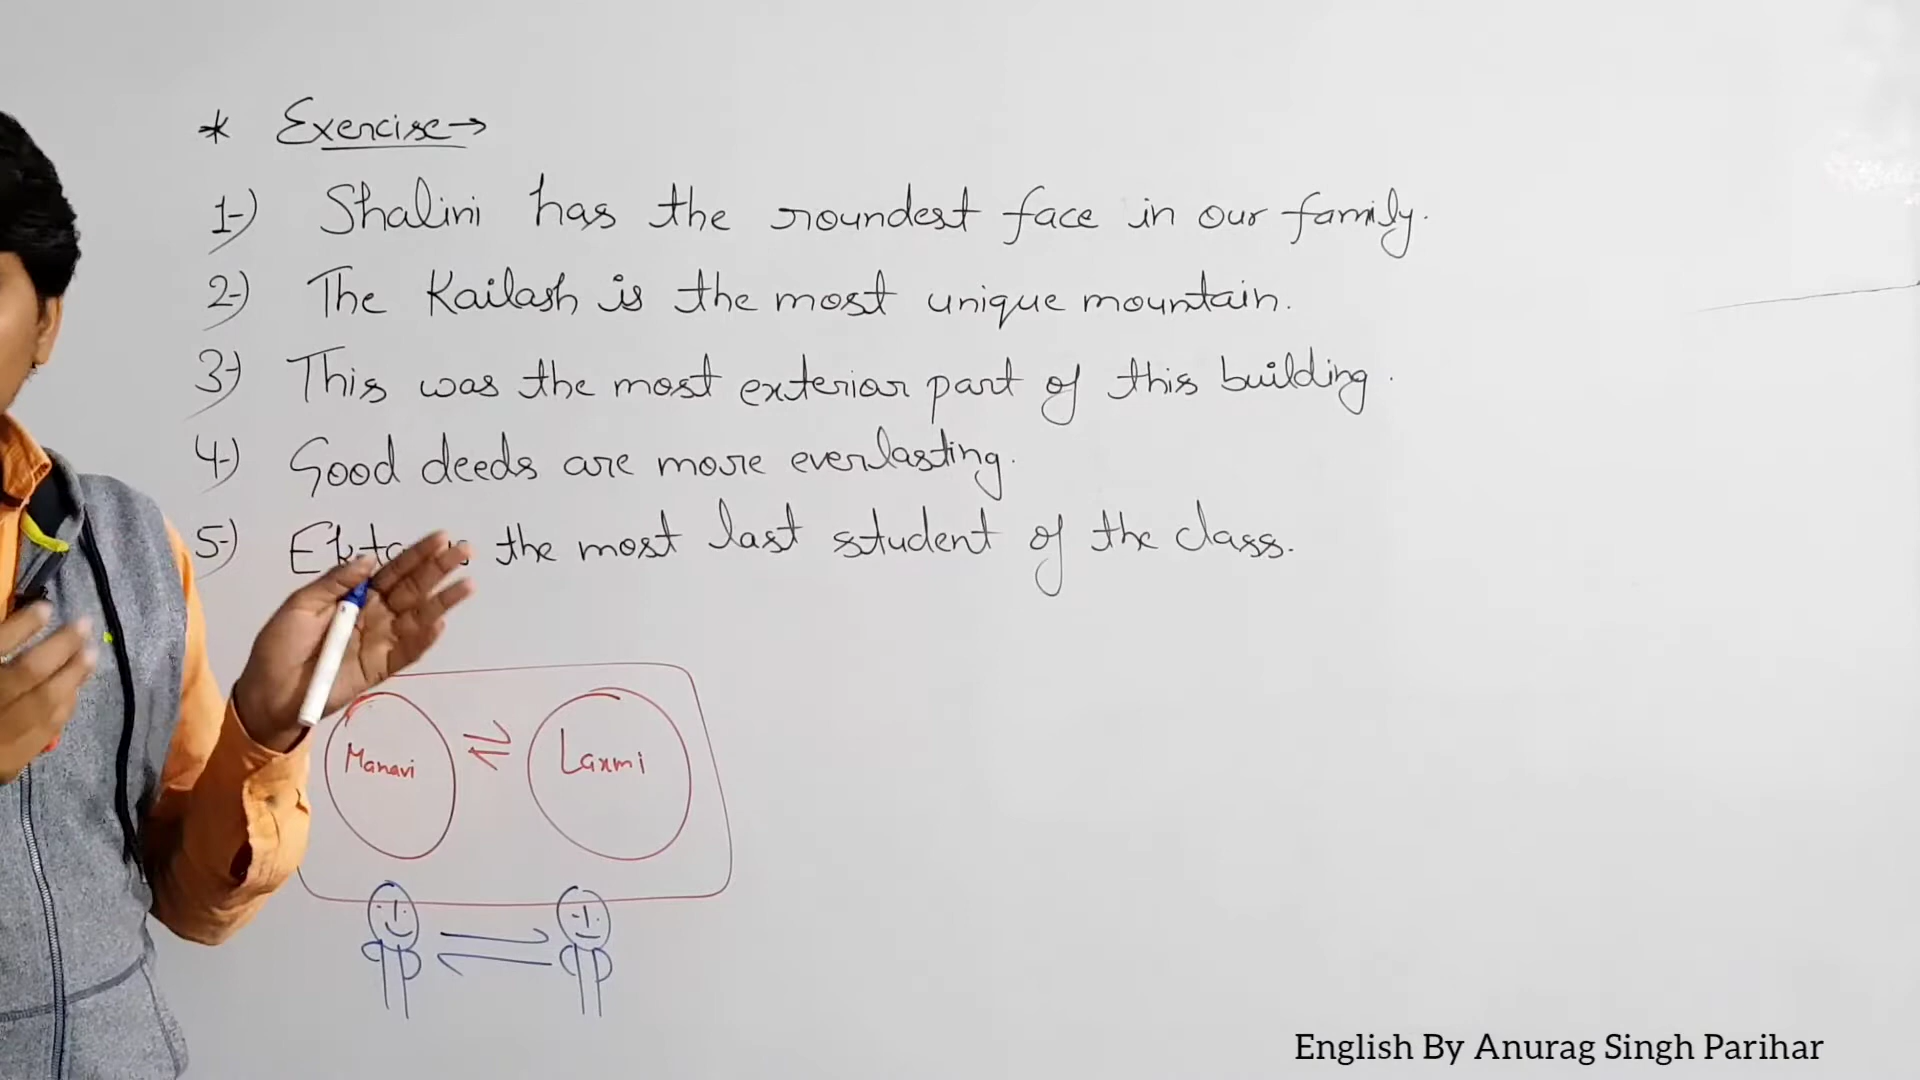 * Exercise→
1-) Shalini has the roundest face in our family.
2-) The Kailash is the most unique mountain.
3-) This was the most exterior part of this building.
4-) Good deeds are more everlasting.
5-) Ekta the most last student of the class.
Manavi ⇌ Laxmi
English By Anurag Singh Parihar